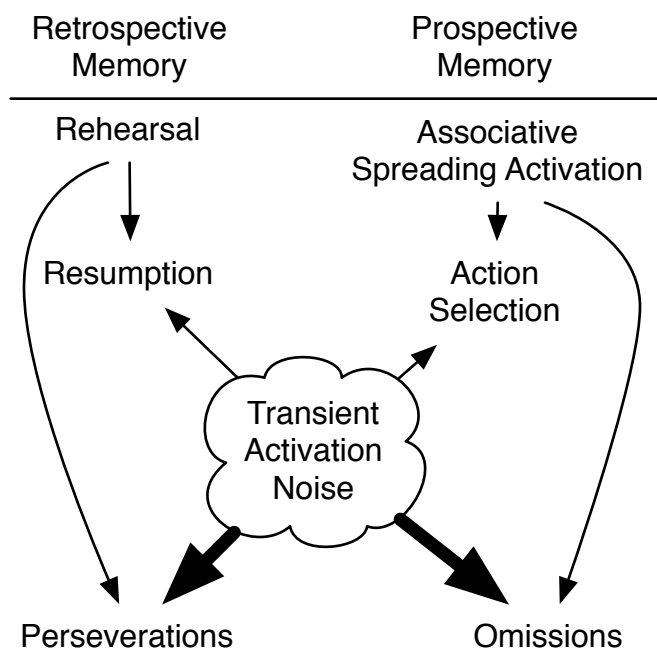 Retrospective
Memory
Prospective
Memory
Rehearsal
Associative
Spreading Activation
Resumption
Action
Selection
Transient
Activation
Noise
Perseverations
Omissions